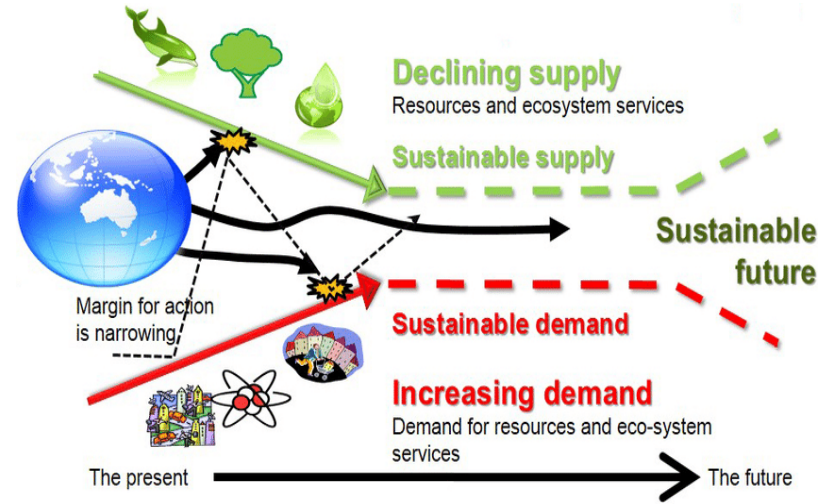 Declining supply
Resources and ecosystem services
Sustainable supply
Sustainable
future
Margin for action
is narrowing
Sustainable demand
Increasing demand
Demand for resources and eco-system
services
The present
The future